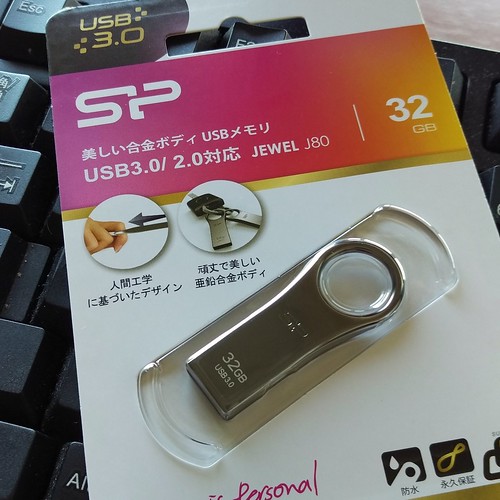 Esc
USB
3.0
SP
32
GB
美しい合金ボディ USBメモリ
USB3.0/ 2.0対応 JEWEL J80
人間工学
に基づいたデザイン
頑丈で美しい
亜鉛合金ボディ
32GB
USB3.0
Personal
防水
永久保証